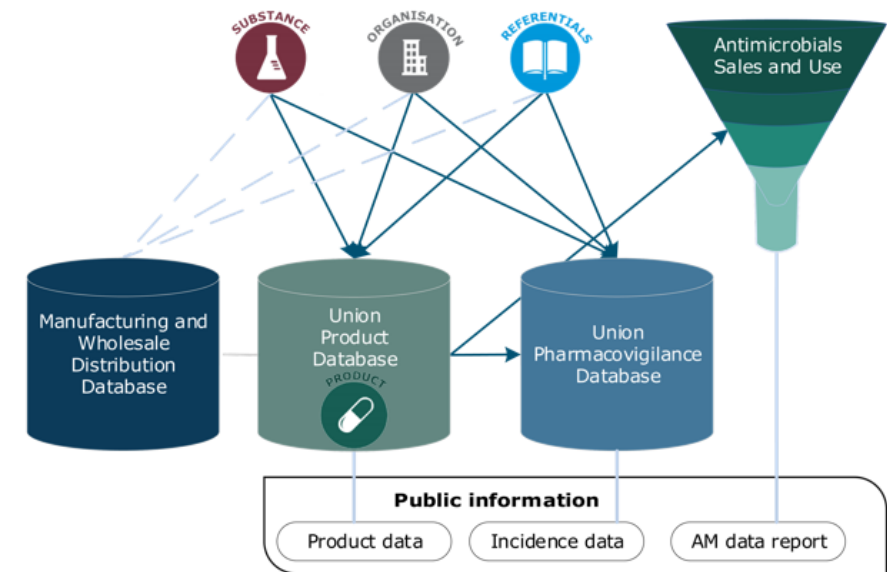 SUBSTANCE
ORGANISATION
REFERENTIALS
Antimicrobials
Sales and Use
Manufacturing and
Wholesale
Distribution
Database
Union
Product
Database
PRODUCT
Union
Pharmacovigilance
Database
Public information
Product data
Incidence data
AM data report